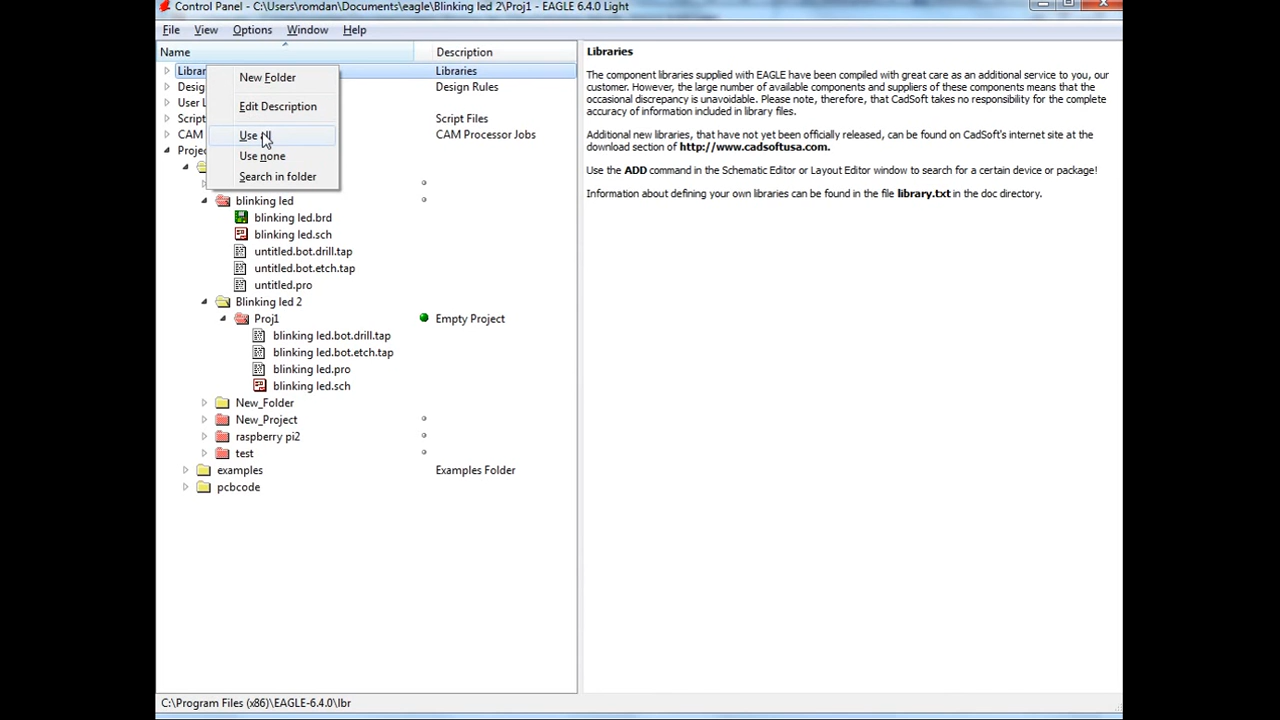 Control Panel - C:\Users\romdan\Documents\eagle\Blinking led 2\Proj1 - EAGLE 6.4.0 Light
File View Options Window Help
Name Description
Librar Libraries
Desig Design Rules
User L
Script Script Files
CAM CAM Processor Jobs
Projec
New Folder
Edit Description
Use All
Use none
Search in folder
blinking led
blinking led.brd
blinking led.sch
untitled.bot.drill.tap
untitled.bot.etch.tap
untitled.pro
Blinking led 2
Proj1 Empty Project
blinking led.bot.drill.tap
blinking led.bot.etch.tap
blinking led.pro
blinking led.sch
New_Folder
New_Project
raspberry pi2
test
examples Examples Folder
pcbcode
Libraries
The component libraries supplied with EAGLE have been compiled with great care as an additional service to you, our
customer. However, the large number of available components and suppliers of these components means that the
occasional discrepancy is unavoidable. Please note, therefore, that CadSoft takes no responsibility for the complete
accuracy of information included in library files.
Additional new libraries, that have not yet been officially released, can be found on CadSoft's internet site at the
download section of http://www.cadsoftusa.com.
Use the ADD command in the Schematic Editor or Layout Editor window to search for a certain device or package!
Information about defining your own libraries can be found in the file library.txt in the doc directory.
C:\Program Files (x86)\EAGLE-6.4.0\lbr